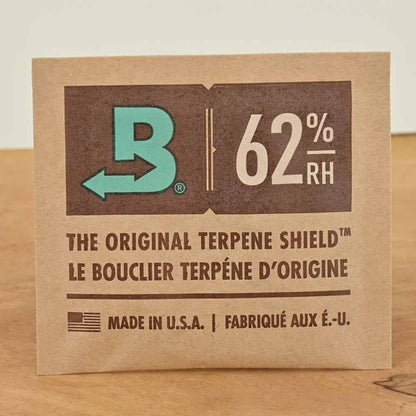 B®
62% RH
THE ORIGINAL TERPENE SHIELD™
LE BOUCLIER TERPÉNE D'ORIGINE
MADE IN U.S.A. | FABRIQUÉ AUX É.-U.